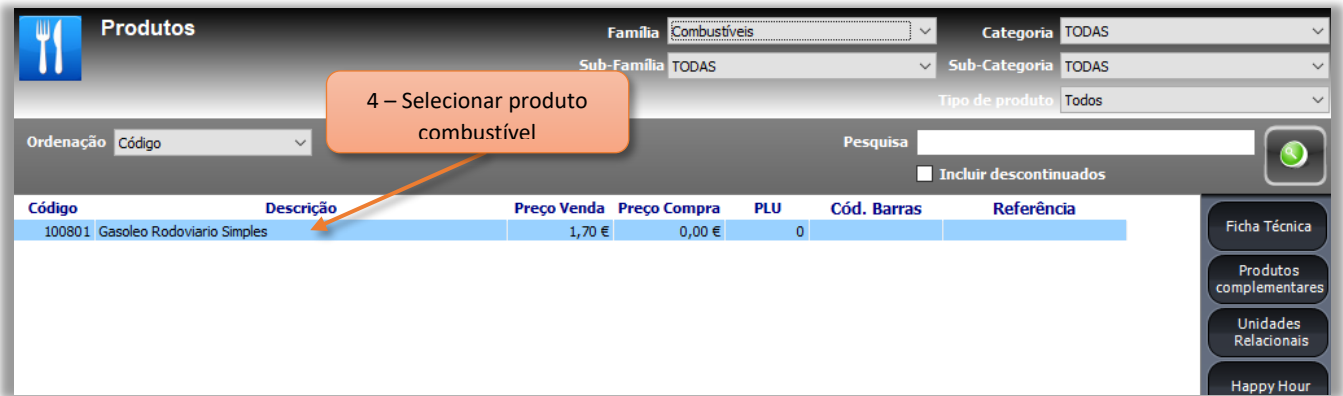 Produtos
Família Combustíveis Categoria TODAS
Sub-Família TODAS Sub-Categoria TODAS
Tipo de produto Todos
4 – Selecionar produto
combustível
Ordenação Código Pesquisa
Incluir descontinuados
Código Descrição Preço Venda Preço Compra PLU Cód. Barras Referência
100801 Gasoleo Rodoviario Simples 1,70 € 0,00 € 0
Ficha Técnica
Produtos
complementares
Unidades
Relacionais
Happy Hour